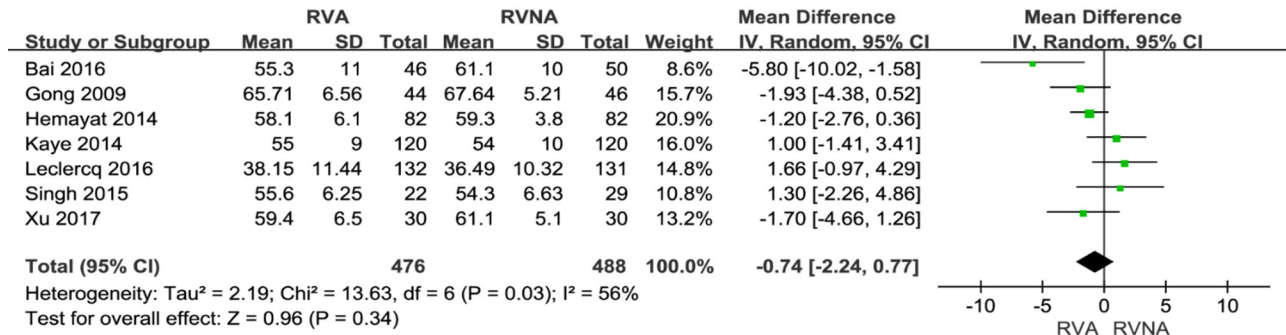 RVA RVNA Mean Difference Mean Difference
Study or Subgroup Mean SD Total Mean SD Total Weight IV, Random, 95% CI IV, Random, 95% CI
Bai 2016 55.3 11 46 61.1 10 50 8.6% -5.80 [-10.02, -1.58]
Gong 2009 65.71 6.56 44 67.64 5.21 46 15.7% -1.93 [-4.38, 0.52]
Hemayat 2014 58.1 6.1 82 59.3 3.8 82 20.9% -1.20 [-2.76, 0.36]
Kaye 2014 55 9 120 54 10 120 16.0% 1.00 [-1.41, 3.41]
Leclercq 2016 38.15 11.44 132 36.49 10.32 131 14.8% 1.66 [-0.97, 4.29]
Singh 2015 55.6 6.25 22 54.3 6.63 29 10.8% 1.30 [-2.26, 4.86]
Xu 2017 59.4 6.5 30 61.1 5.1 30 13.2% -1.70 [-4.66, 1.26]
Total (95% CI) 476 488 100.0% -0.74 [-2.24, 0.77]
Heterogeneity: Tau² = 2.19; Chi² = 13.63, df = 6 (P = 0.03); I² = 56%
Test for overall effect: Z = 0.96 (P = 0.34)
-10 -5 0 5 10
RVA RVNA